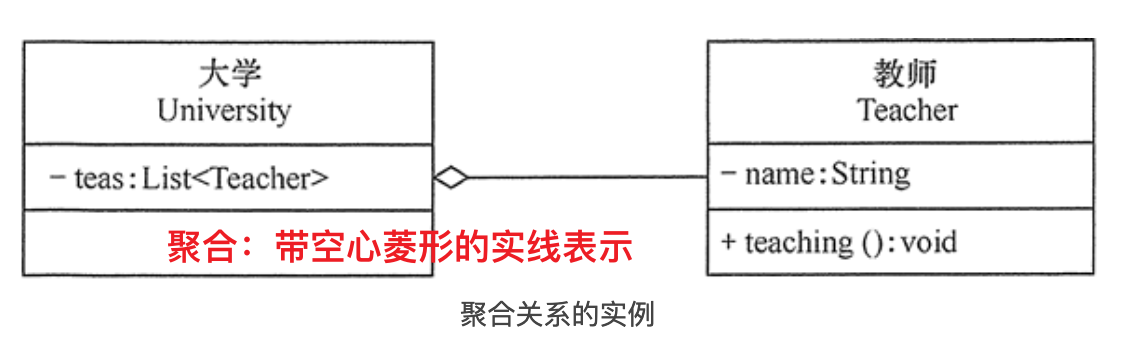 大学
University
- teas:List<Teacher>
教师
Teacher
- name:String
+ teaching ():void
聚合：带空心菱形的实线表示
聚合关系的实例